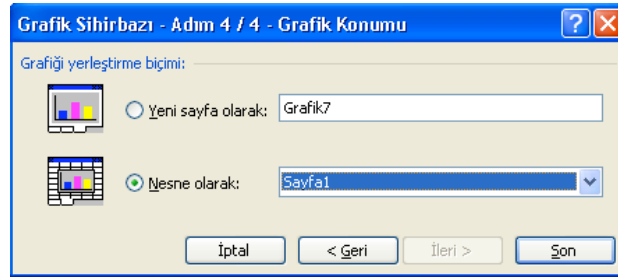 Grafik Sihirbazı - Adım 4 / 4 - Grafik Konumu
Grafiği yerleştirme biçimi:
Yeni sayfa olarak: Grafik7
Nesne olarak: Sayfa1
İptal < Geri İleri > Son